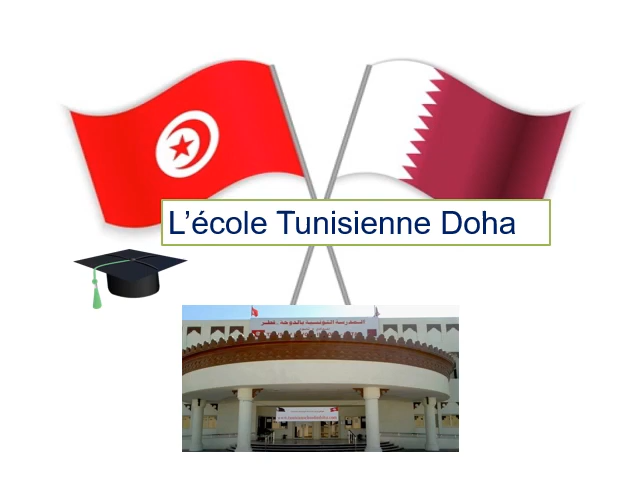 L’école Tunisienne Doha
المدرسة التونسية بالدوحة - قطر